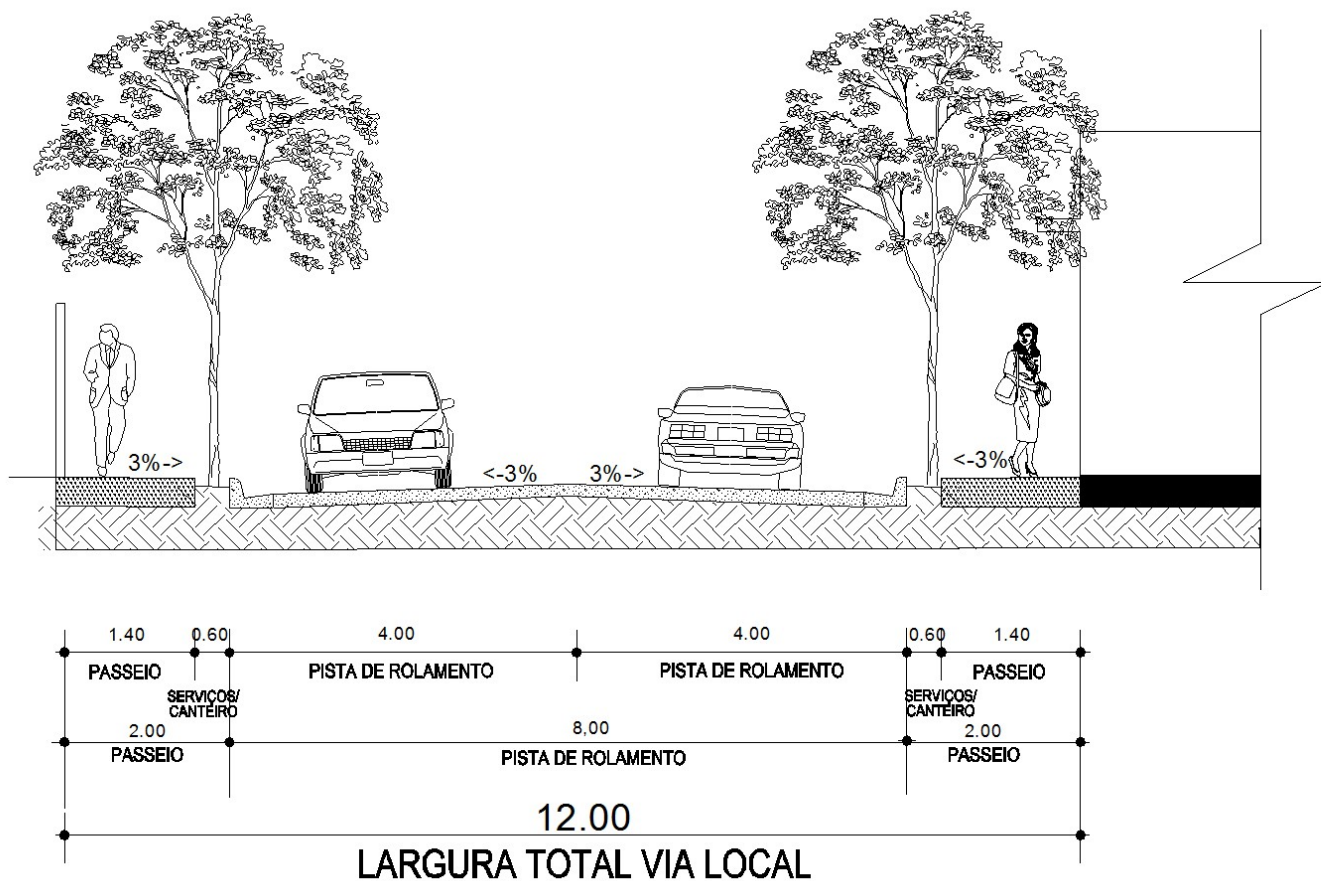 3%->
<-3%
3%->
<-3%
1.40
0.60
4.00
4.00
0.60
1.40
PASSEIO
PISTA DE ROLAMENTO
PISTA DE ROLAMENTO
PASSEIO
SERVIÇOS/
CANTEIRO
SERVIÇOS/
CANTEIRO
2.00
8,00
2.00
PASSEIO
PISTA DE ROLAMENTO
PASSEIO
12.00
LARGURA TOTAL VIA LOCAL